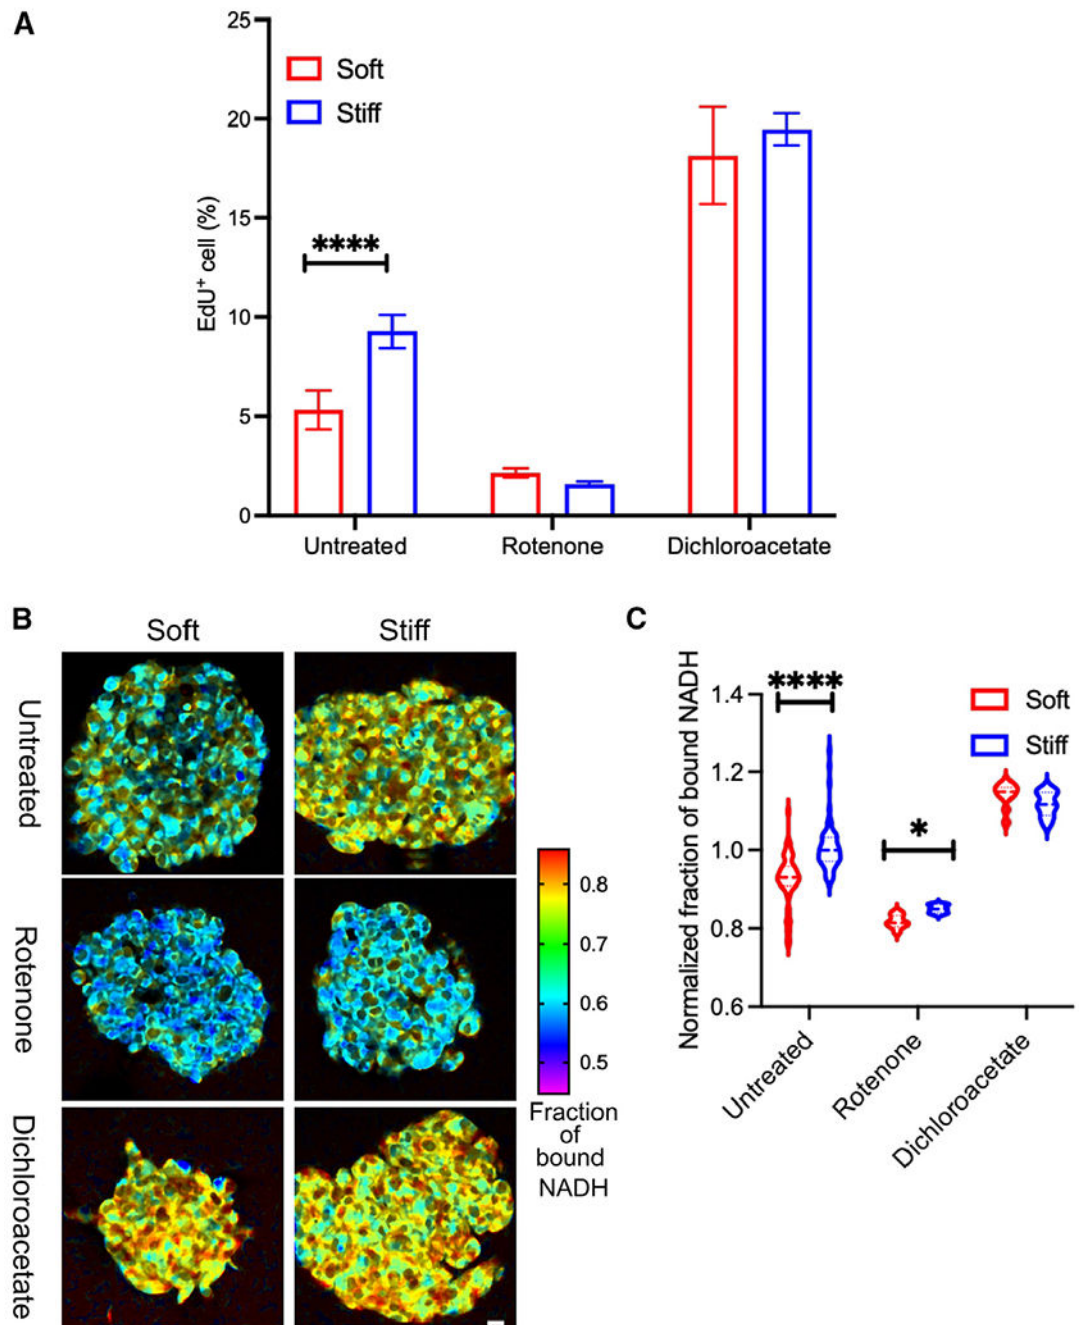 A
25
20
15
10
5
0
EdU⁺ cell (%)
Soft
Stiff
****
Untreated
Rotenone
Dichloroacetate
B
Soft
Stiff
Untreated
Rotenone
Dichloroacetate
0.8
0.7
0.6
0.5
Fraction
of
bound
NADH
C
Normalized fraction of bound NADH
1.4
1.2
1.0
0.8
0.6
****
*
Soft
Stiff
Untreated
Rotenone
Dichloroacetate